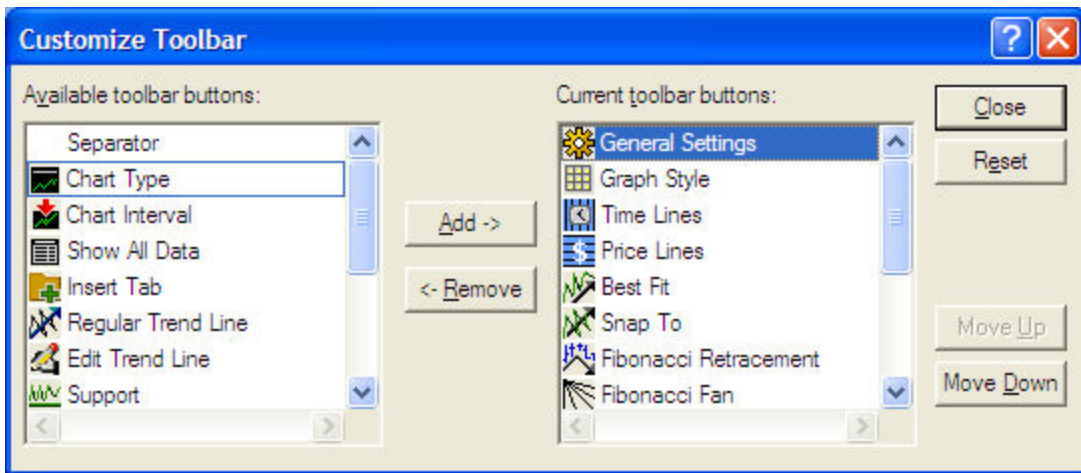 Customize Toolbar
Available toolbar buttons:
Separator
Chart Type
Chart Interval
Show All Data
Insert Tab
Regular Trend Line
Edit Trend Line
Support
Add ->
<- Remove
Current toolbar buttons:
General Settings
Graph Style
Time Lines
Price Lines
Best Fit
Snap To
Fibonacci Retracement
Fibonacci Fan
Close
Reset
Move Up
Move Down